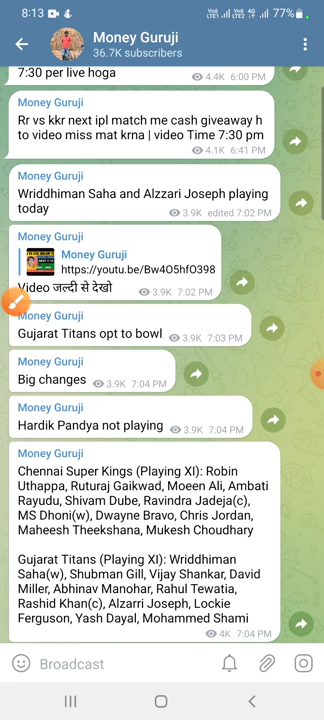 8:13 Vo)) LTE1 Vo)) LTE2 4G 77%
Money Guruji
36.7K subscribers
7:30 per live hoga
4.4K 6:00 PM
Money Guruji
Rr vs kkr next ipl match me cash giveaway h
to video miss mat krna | video Time 7:30 pm
4.1K 6:41 PM
Money Guruji
Wriddhiman Saha and Alzzari Joseph playing
today
3.9K edited 7:02 PM
Money Guruji
Money Guruji
https://youtu.be/Bw4O5hfO398
Video जल्दी से देखो
3.9K 7:02 PM
Money Guruji
Gujarat Titans opt to bowl
3.9K 7:03 PM
Money Guruji
Big changes
3.9K 7:04 PM
Money Guruji
Hardik Pandya not playing
3.9K 7:04 PM
Money Guruji
Chennai Super Kings (Playing XI): Robin
Uthappa, Ruturaj Gaikwad, Moeen Ali, Ambati
Rayudu, Shivam Dube, Ravindra Jadeja(c),
MS Dhoni(w), Dwayne Bravo, Chris Jordan,
Maheesh Theekshana, Mukesh Choudhary
Gujarat Titans (Playing XI): Wriddhiman
Saha(w), Shubman Gill, Vijay Shankar, David
Miller, Abhinav Manohar, Rahul Tewatia,
Rashid Khan(c), Alzarri Joseph, Lockie
Ferguson, Yash Dayal, Mohammed Shami
4K 7:04 PM
Broadcast